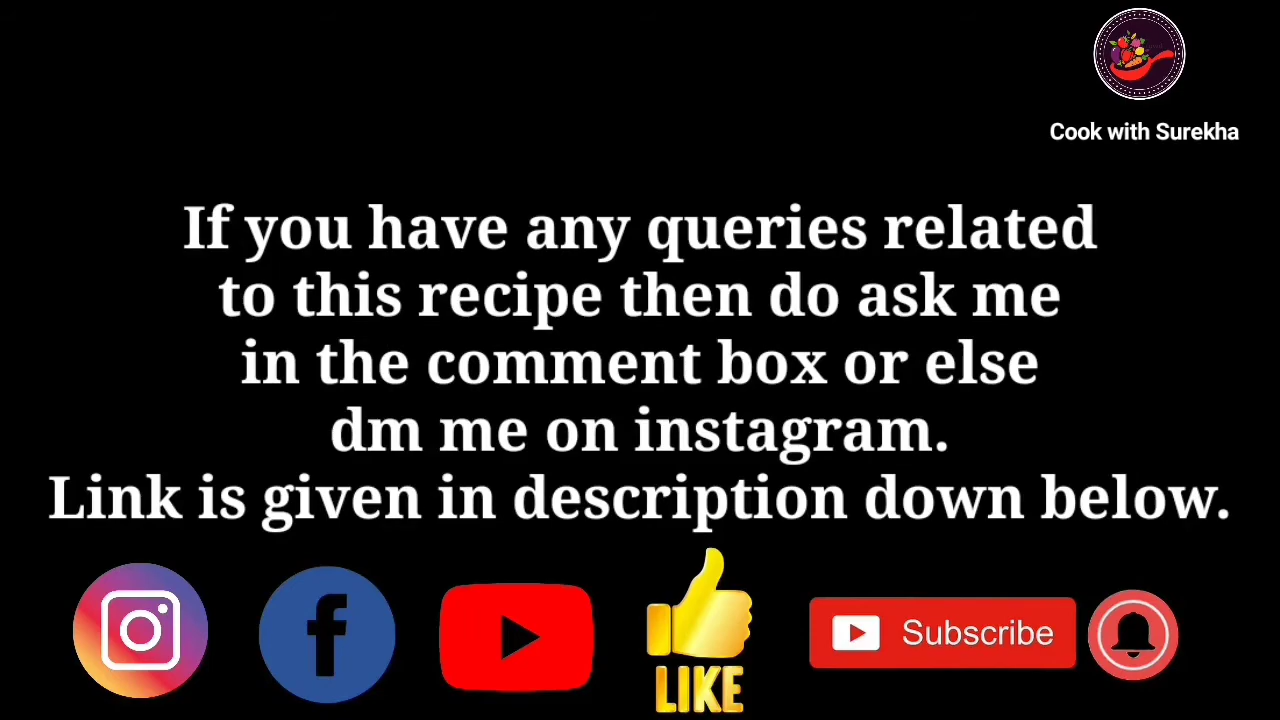 Cook with Surekha
If you have any queries related
to this recipe then do ask me
in the comment box or else
dm me on instagram.
Link is given in description down below.
LIKE
Subscribe